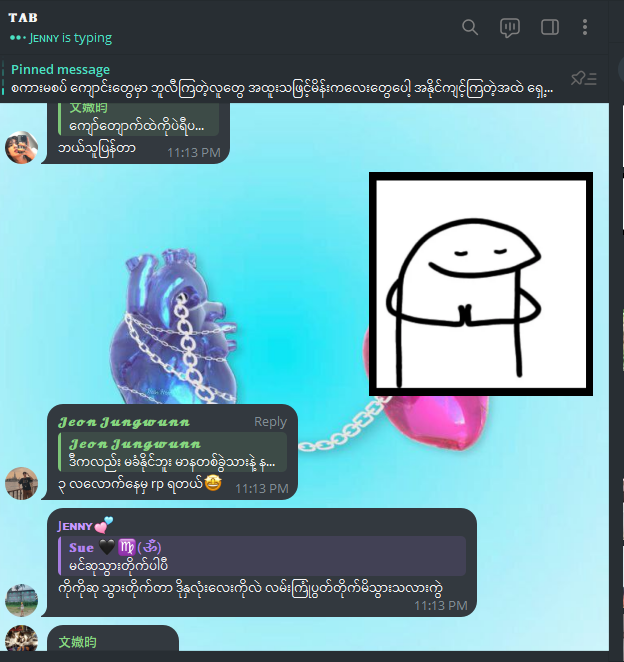 TAB
Jenny is typing
Pinned message
စကားမစပ် ကျောင်းတွေမှာ ဘူလီကြတဲ့လူတွေ အထူးသဖြင့်မိန်းကလေးတွေပေါ့ အနိုင်ကျင့်ကြတဲ့အထဲ ရှေ့...
文媺昀
ကျော်တျောက်ထဲကိုပဲရီပ...
ဘယ်သူပြန်တာ
11:13 PM
Jeon Jungwunn
Reply
Jeon Jungwunn
ဒီကလည်း မခံနိုင်ဘူး မာနတစ်ခွဲသားနဲ့ န...
၃ လလောက်နေမှ rp ရတယ်🤩
11:13 PM
Jenny💕
Sue 🖤♍(ॐ)
မင်ဆုသွားတိုက်ပါပီ
ကိုကိုဆု သွားတိုက်တာ ဒိုနှလုံးလေးကိုလဲ လမ်းကြုံပွတ်တိုက်မိသွားသလားကွဲ
11:13 PM
文媺昀